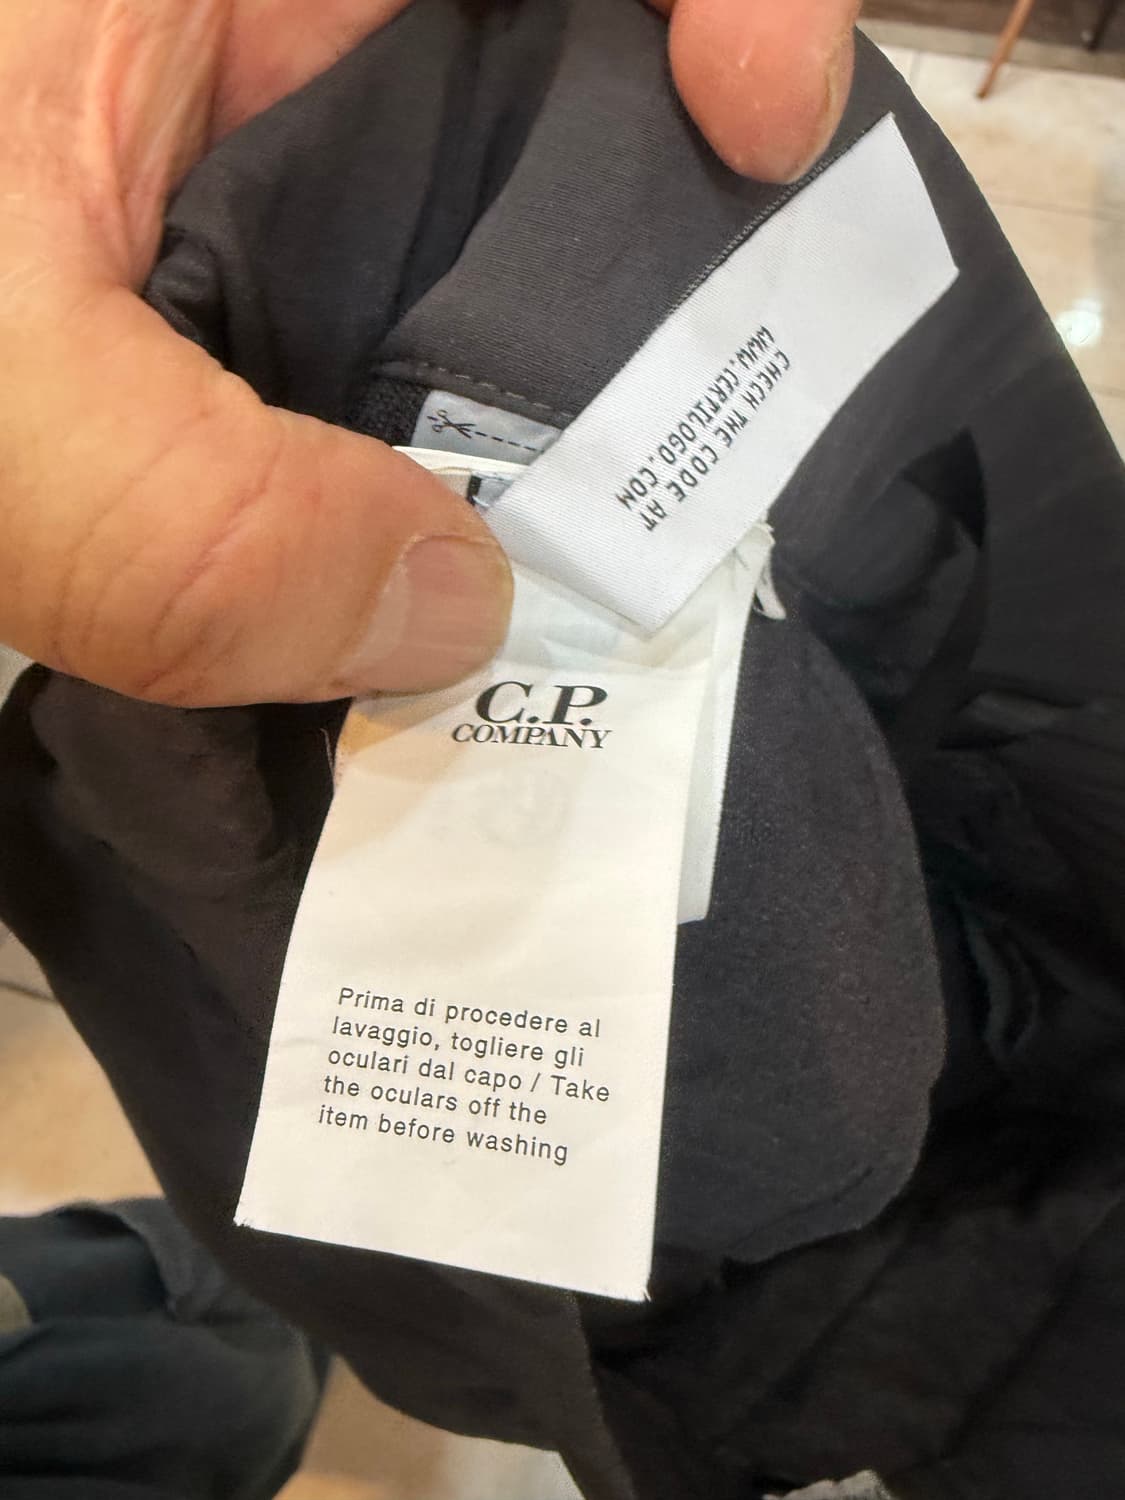 CHECK THE CODE AT
WWW.CERTILOGO.COM
C.P.
COMPANY
Prima di procedere al
lavaggio, togliere gli
oculari dal capo / Take
the oculars off the
item before washing